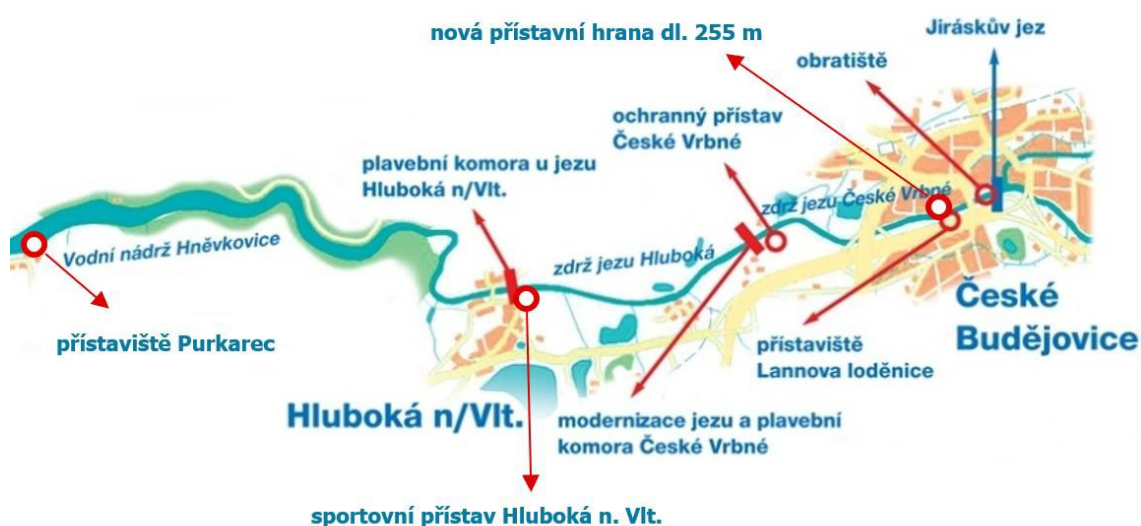 nová přístavní hrana dl. 255 m
Jiráskův jez
obratiště
ochranný přístav
České Vrbné
plavební komora u jezu
Hluboká n/Vlt.
zdrž jezu České Vrbné
Vodní nádrž Hněvkovice
zdrž jezu Hluboká
České
Budějovice
přístaviště Purkarec
přístaviště
Lannova loděnice
Hluboká n/Vlt.
modernizace jezu a plavební
komora České Vrbné
sportovní přístav Hluboká n. Vlt.